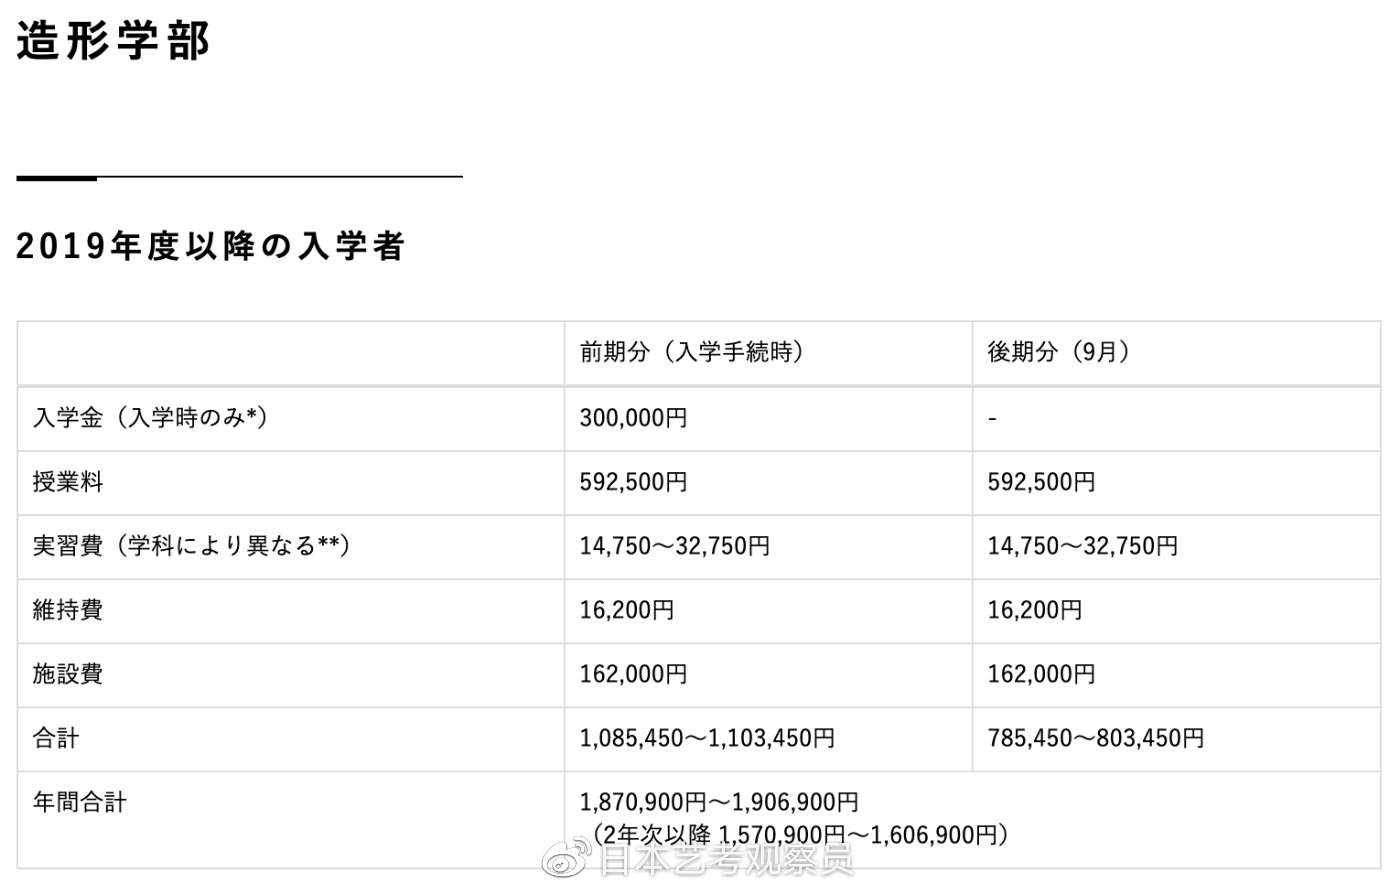 造形学部
2019年度以降の入学者
前期分（入学手続時） 後期分（9月）
入学金（入学時のみ*） 300,000円 -
授業料 592,500円 592,500円
実習費（学科により異なる**） 14,750〜32,750円 14,750〜32,750円
維持費 16,200円 16,200円
施設費 162,000円 162,000円
合計 1,085,450〜1,103,450円 785,450〜803,450円
年間合計 1,870,900円〜1,906,900円
（2年次以降 1,570,900円〜1,606,900円）
日本艺考观察员